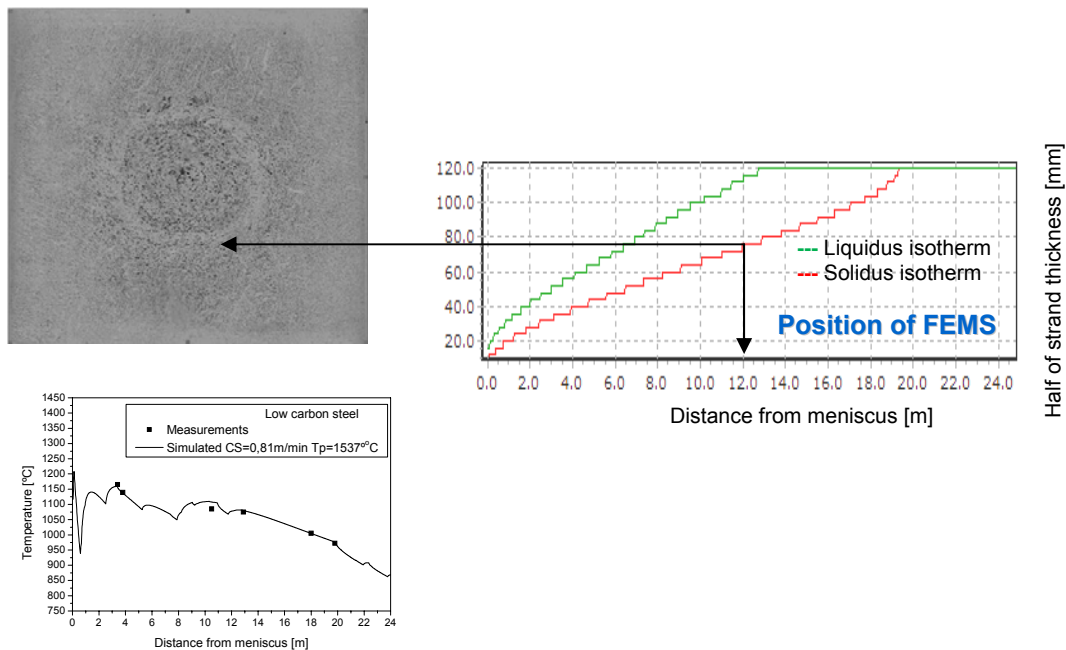 120.0
100.0
80.0
60.0
40.0
20.0
Liquidus isotherm
Solidus isotherm
Position of FEMS
0.0 2.0 4.0 6.0 8.0 10.0 12.0 14.0 16.0 18.0 20.0 22.0 24.0
Distance from meniscus [m]
Half of strand thickness [mm]
1450
1400
1350
1300
1250
1200
1150
1100
1050
1000
950
900
850
800
750
Temperature [ºC]
Low carbon steel
Measurements
Simulated CS=0,81m/min Tp=1537ººC
0 2 4 6 8 10 12 14 16 18 20 22 24
Distance from meniscus [m]